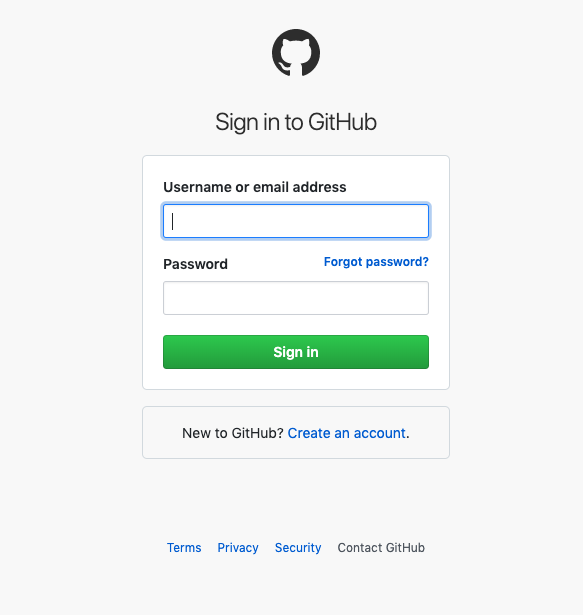 Sign in to GitHub
Username or email address
Password Forgot password?
Sign in
New to GitHub? Create an account.
Terms Privacy Security Contact GitHub